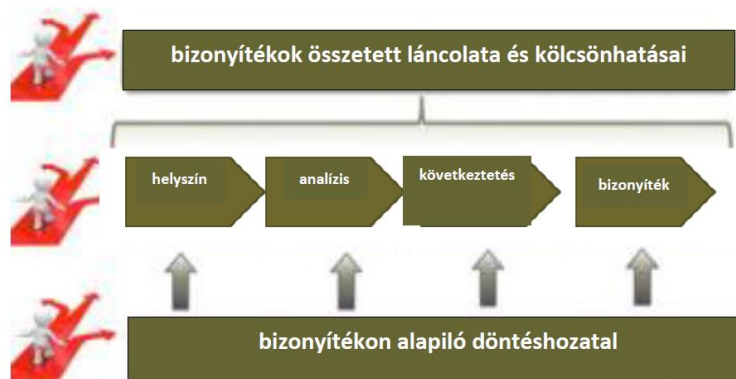 bizonyítékok összetett láncolata és kölcsönhatásai
helyszín
analízis
következtetés
bizonyíték
bizonyítékon alapiló döntéshozatal